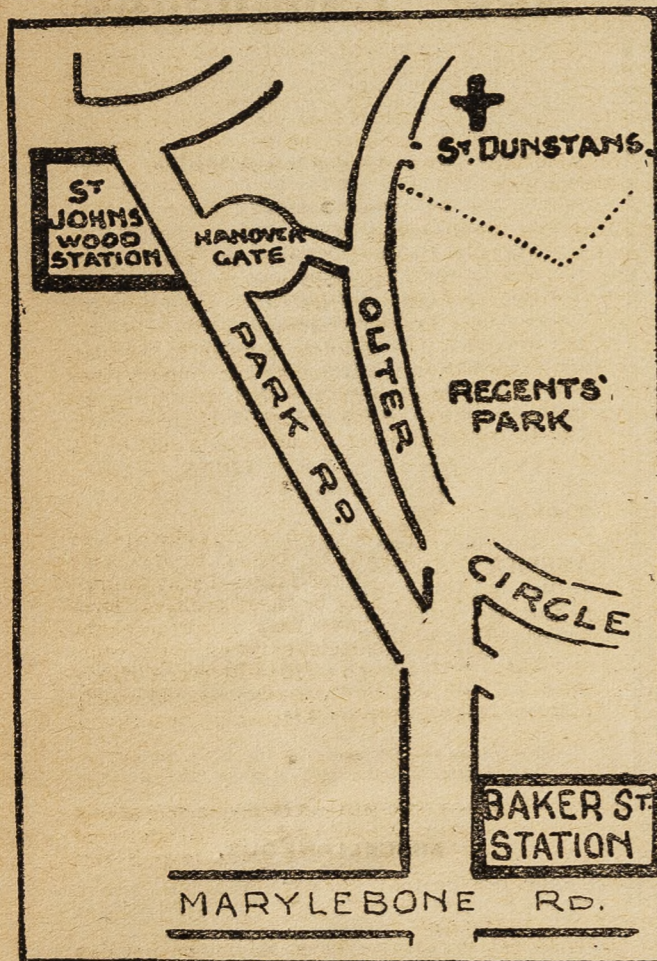 ST. DUNSTANS.
ST
JOHNS
WOOD
STATION
HANOVER
GATE
PARK RD.
OUTER
REGENTS'
PARK
CIRCLE
BAKER ST.
STATION
MARYLEBONE RD.